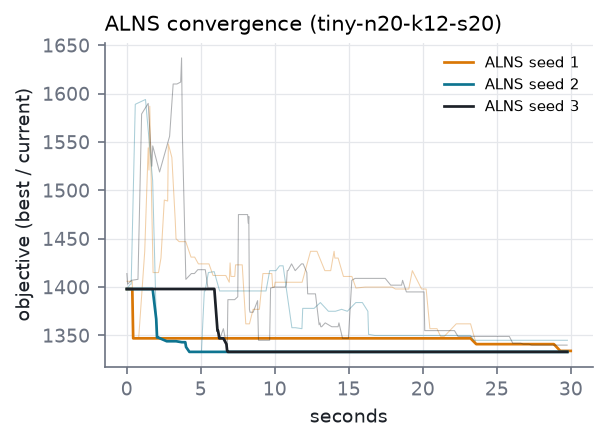 ALNS convergence (tiny-n20-k12-s20)
objective (best / current)
1650
1600
1550
1500
1450
1400
1350
ALNS seed 1
ALNS seed 2
ALNS seed 3
0 5 10 15 20 25 30
seconds